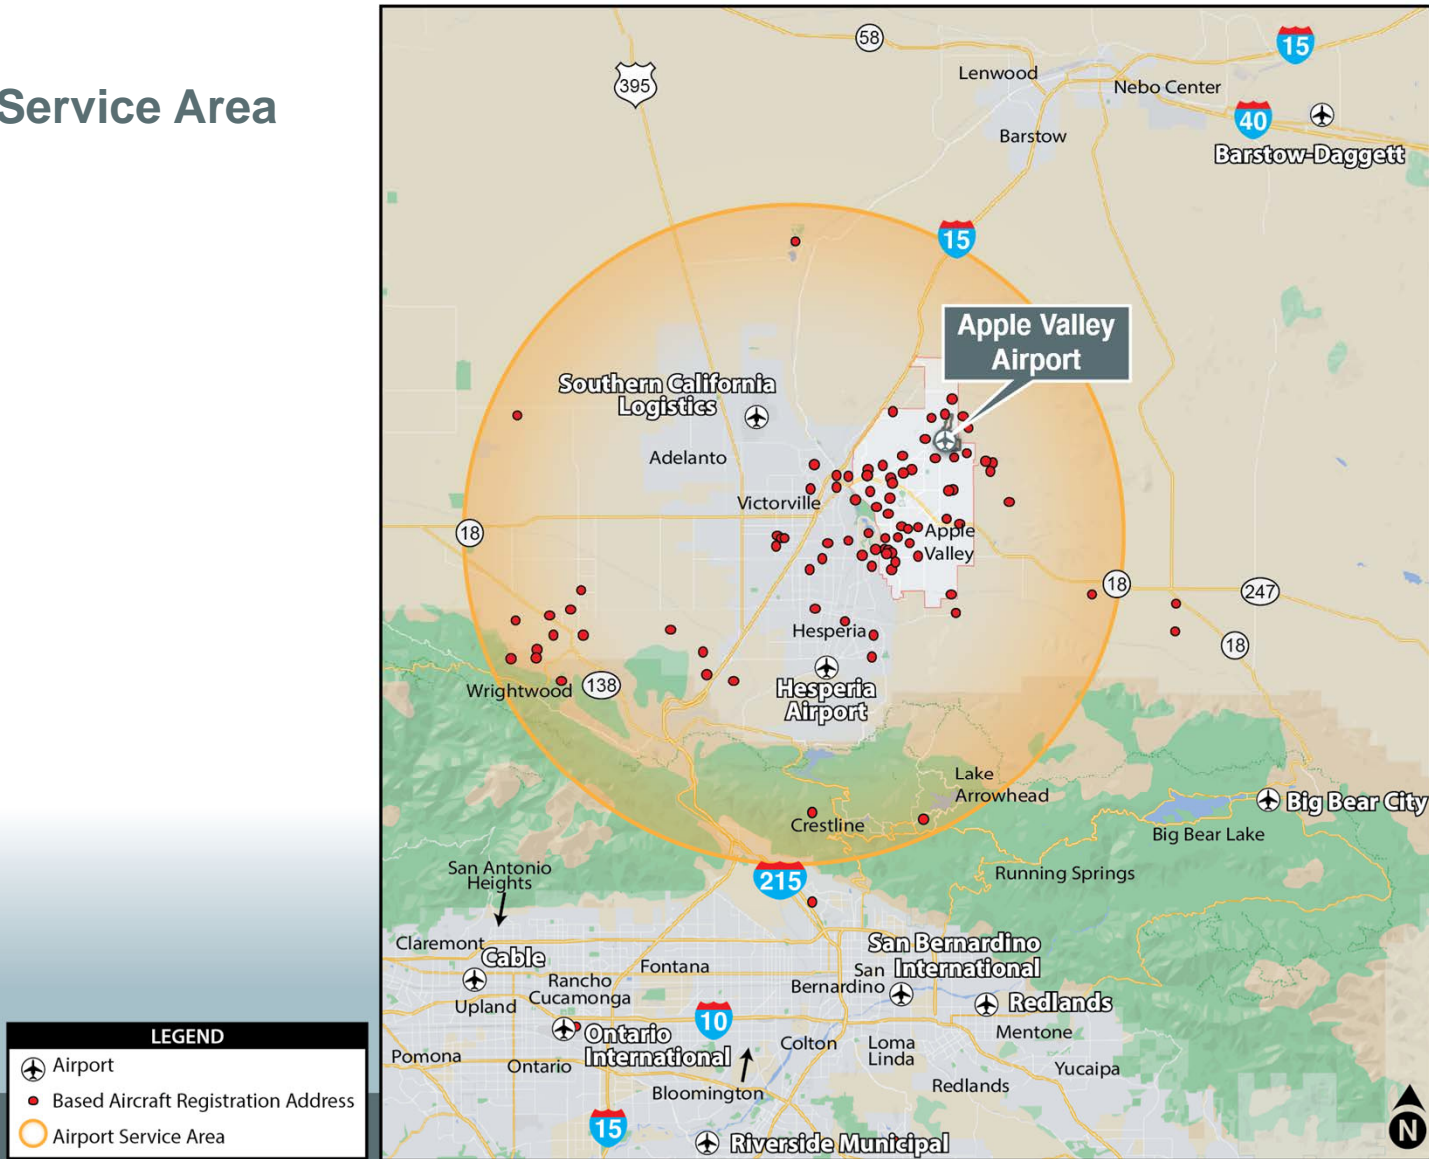 Service Area
58
15
395
Lenwood
Nebo Center
40
Barstow
Barstow-Daggett
15
Apple Valley
Airport
Southern California
Logistics
Adelanto
Victorville
18
Apple
Valley
18
247
Hesperia
18
Wrightwood
138
Hesperia
Airport
Lake
Arrowhead
Big Bear City
Crestline
Big Bear Lake
San Antonio
Heights
215
Running Springs
Claremont
Cable
San Bernardino
International
Fontana
San
Bernardino
Rancho
Cucamonga
Upland
Redlands
10
Ontario
International
Mentone
Pomona
Ontario
Colton
Loma
Linda
Yucaipa
Bloomington
Redlands
15
Riverside Municipal
N
LEGEND
Airport
Based Aircraft Registration Address
Airport Service Area